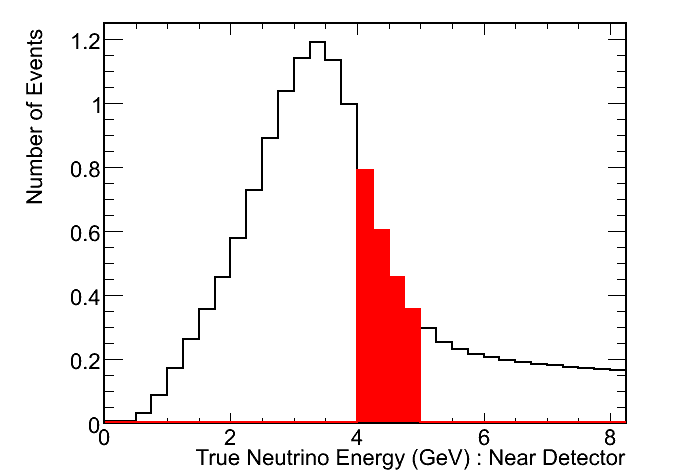 Number of Events
1.2
1
0.8
0.6
0.4
0.2
0
0 2 4 6 8
True Neutrino Energy (GeV) : Near Detector